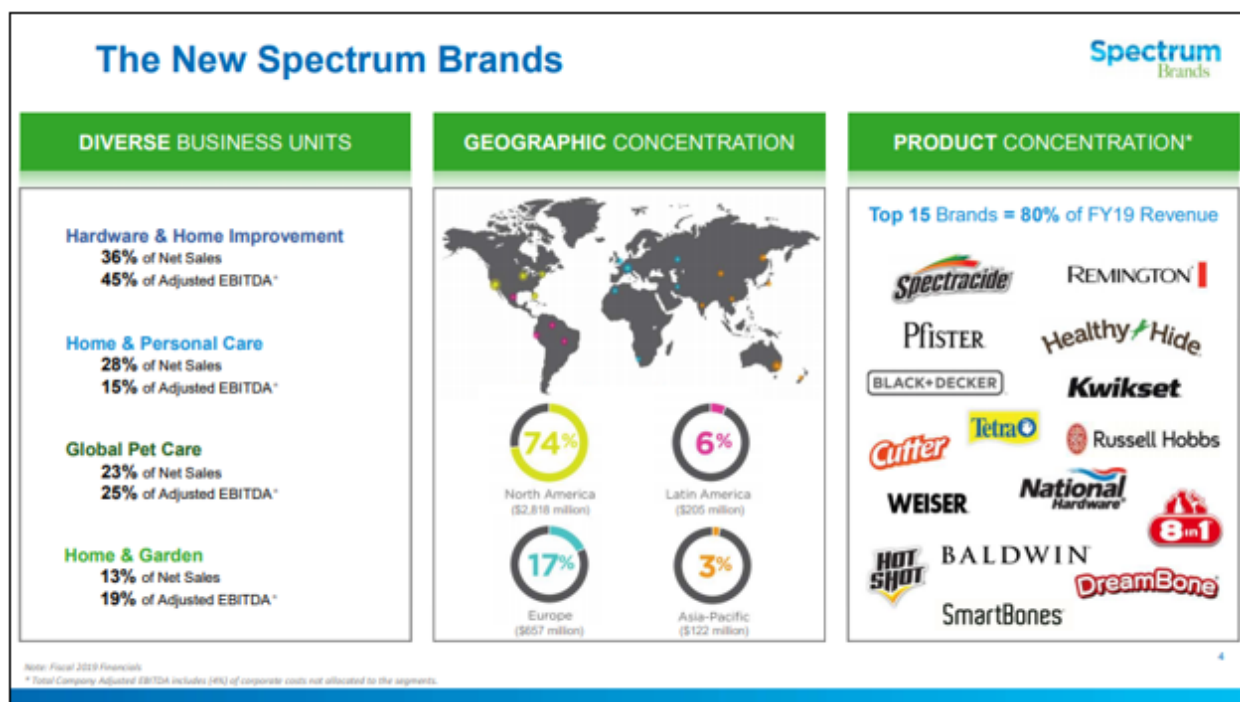 The New Spectrum Brands
Spectrum
Brands
DIVERSE BUSINESS UNITS
Hardware & Home Improvement
36% of Net Sales
45% of Adjusted EBITDA*
Home & Personal Care
28% of Net Sales
15% of Adjusted EBITDA*
Global Pet Care
23% of Net Sales
25% of Adjusted EBITDA*
Home & Garden
13% of Net Sales
19% of Adjusted EBITDA*
GEOGRAPHIC CONCENTRATION
74%
North America
($2,818 million)
6%
Latin America
($205 million)
17%
Europe
($657 million)
3%
Asia-Pacific
($122 million)
PRODUCT CONCENTRATION*
Top 15 Brands = 80% of FY19 Revenue
Spectracide
REMINGTON
PFISTER
Healthy Hide
BLACK+DECKER
Kwikset
Cutter
Tetra
Russell Hobbs
WEISER
National
Hardware
8in1
HOT
SHOT
BALDWIN
DreamBone
SmartBones
4
Note: Fiscal 2019 Financials
* Total Company Adjusted EBITDA includes (4%) of corporate costs not allocated to the segments.